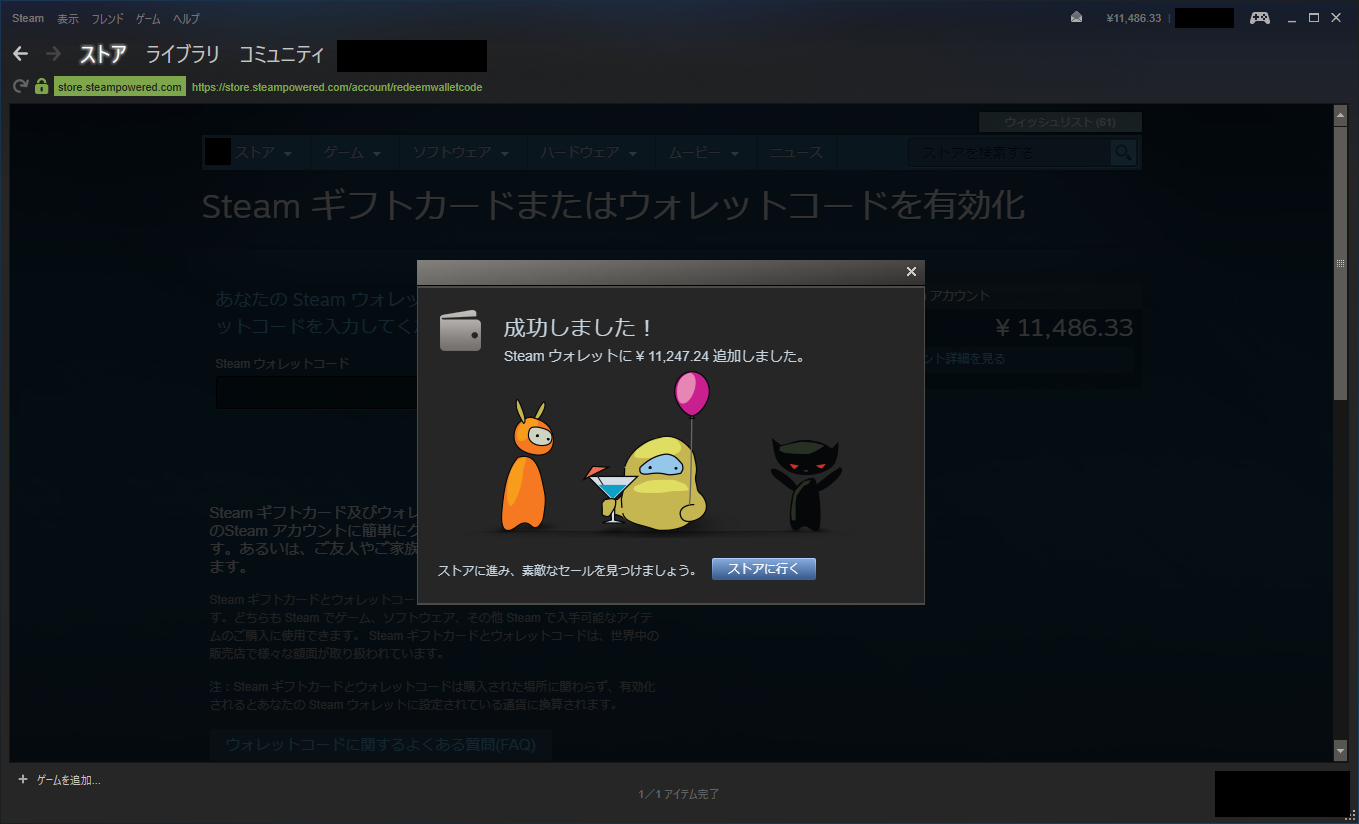 Steam 表示 フレンド ゲーム ヘルプ ¥11,486.33
ストア ライブラリ コミュニティ
store.steampowered.com https://store.steampowered.com/account/redeemwalletcode
ウィッシュリスト (61)
ストア ゲーム ソフトウェア ハードウェア ムービー ニュース ストアを検索する
Steam ギフトカードまたはウォレットコードを有効化
あなたの Steam ウォレッ
ットコードを入力してく
Steam ウォレットコード
アカウント
¥ 11,486.33
ント詳細を見る
成功しました！
Steam ウォレットに ¥ 11,247.24 追加しました。
ストアに進み、素敵なセールを見つけましょう。 ストアに行く
Steam ギフトカード及びウォレ
のSteam アカウントに簡単にク
す。あるいは、ご友人やご家族
ます。
Steam ギフトカードとウォレットコー
す。どちらも Steam でゲーム、ソフトウェア、その他 Steam で入手可能なアイテ
ムのご購入に使用できます。 Steam ギフトカードとウォレットコードは、世界中の
販売店で様々な額面が取り扱われています。
注：Steam ギフトカードとウォレットコードは購入された場所に関わらず、有効化
されるとあなたの Steam ウォレットに設定されている通貨に換算されます。
ウォレットコードに関するよくある質問(FAQ)
+ ゲームを追加...
1／1 アイテム完了